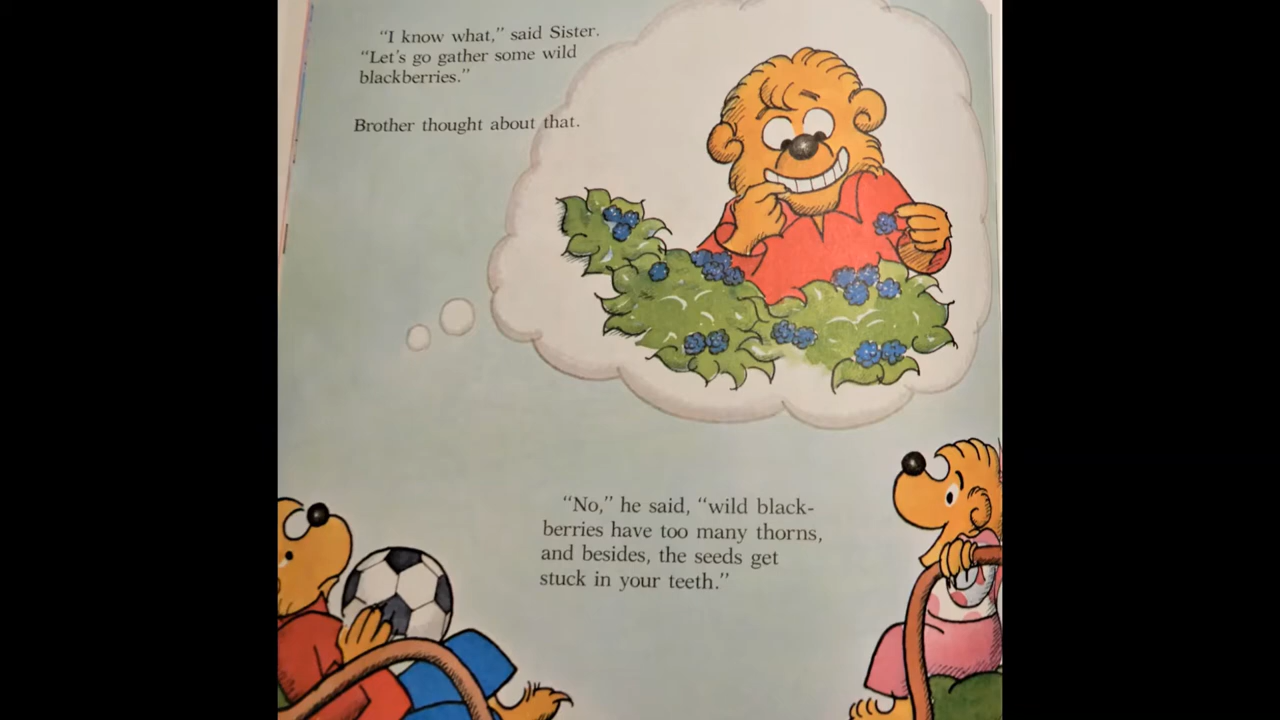 "I know what," said Sister.
"Let's go gather some wild
blackberries."
Brother thought about that.
"No," he said, "wild black-
berries have too many thorns,
and besides, the seeds get
stuck in your teeth."